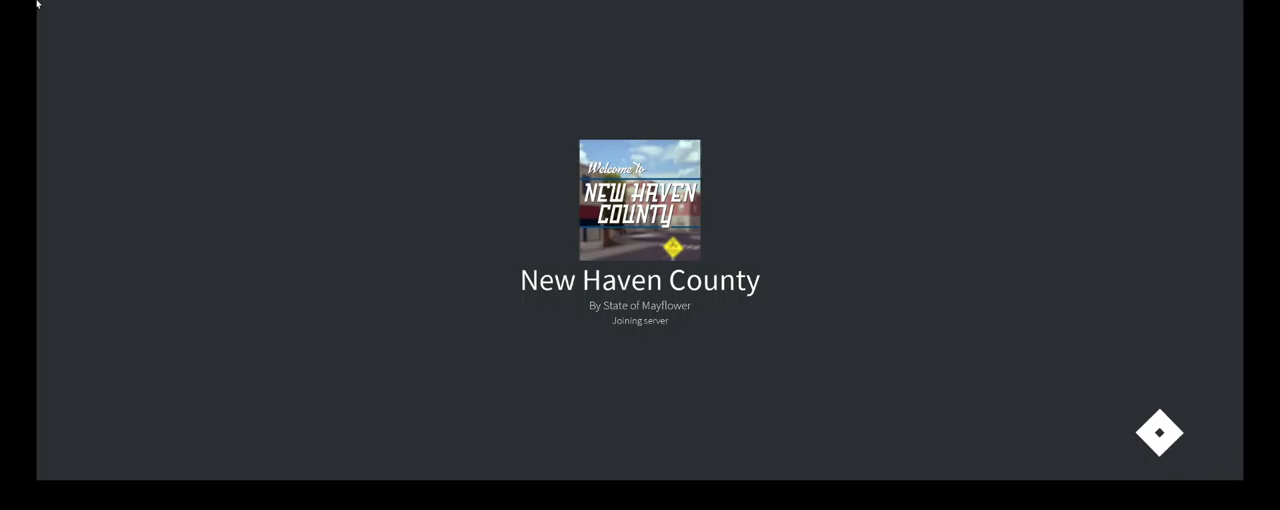 Welcome to
NEW HAVEN
COUNTY
New Haven County
By State of Mayflower
Joining server